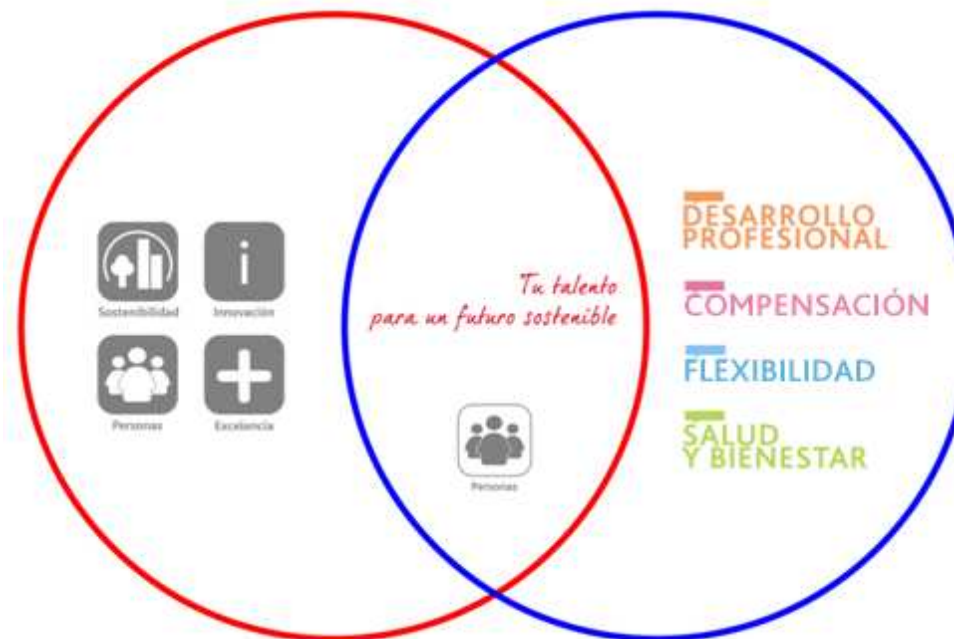 Sostenibilidad
Innovación
Personas
Excelencia
Tu talento
para un futuro sostenible
Personas
DESARROLLO
PROFESIONAL
COMPENSACIÓN
FLEXIBILIDAD
SALUD
Y BIENESTAR